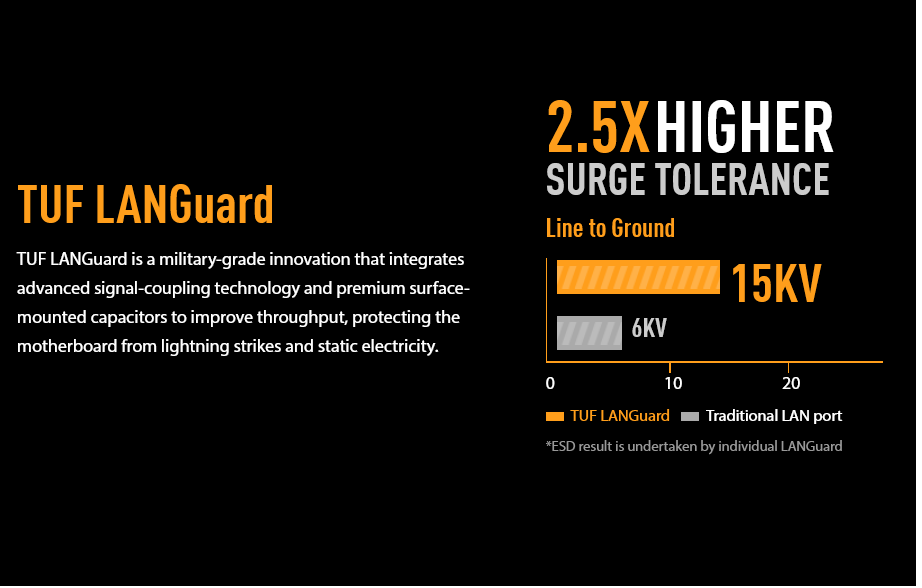 TUF LANGuard
TUF LANGuard is a military-grade innovation that integrates
advanced signal-coupling technology and premium surface-
mounted capacitors to improve throughput, protecting the
motherboard from lightning strikes and static electricity.
2.5X HIGHER
SURGE TOLERANCE
Line to Ground
15KV
6KV
0 10 20
TUF LANGuard Traditional LAN port
*ESD result is undertaken by individual LANGuard